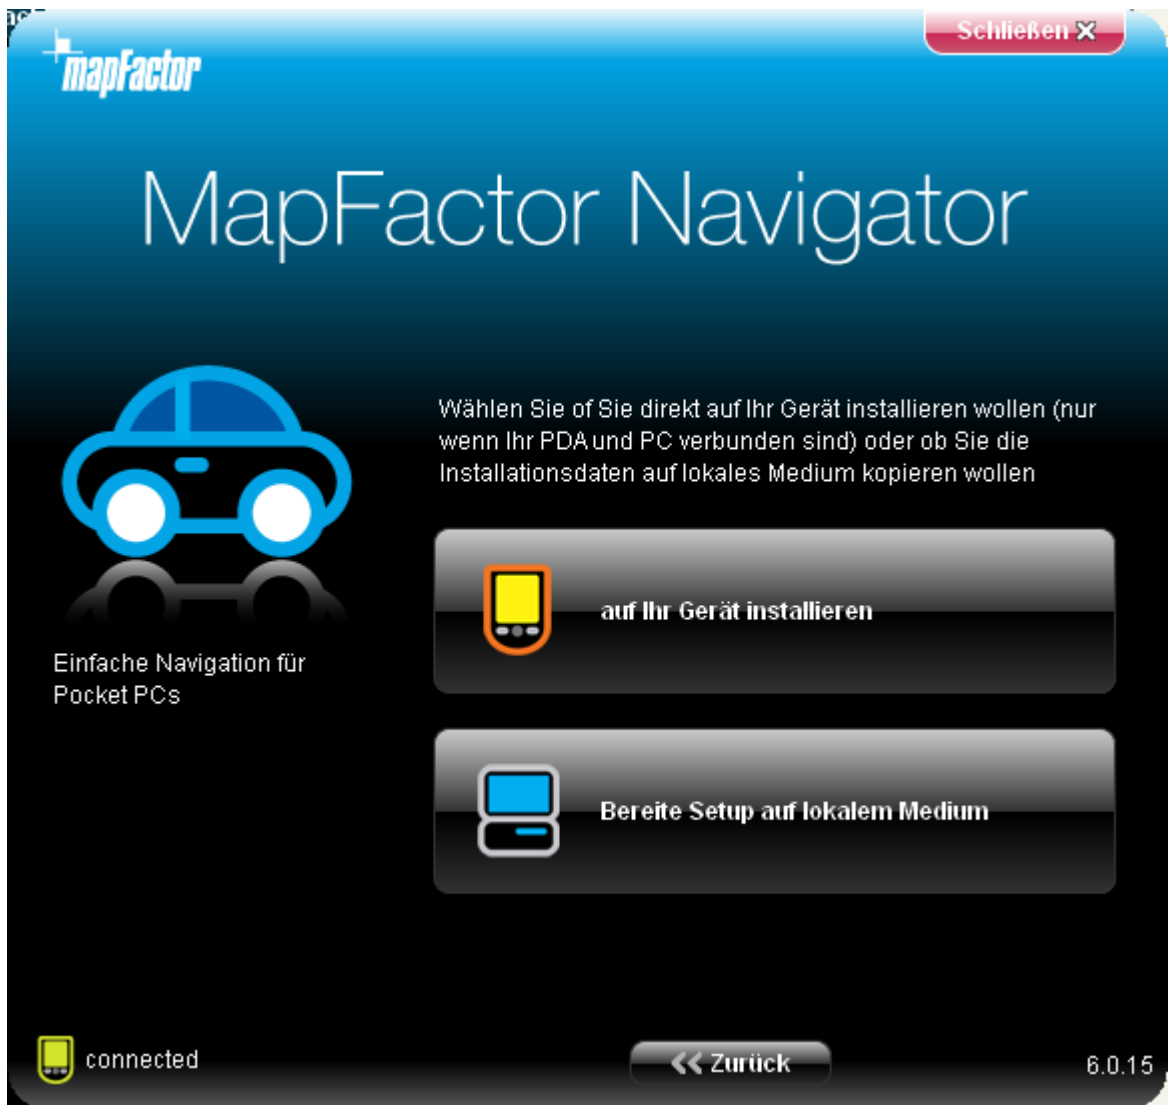 Schließen
mapFactor
MapFactor Navigator
Wählen Sie of Sie direkt auf Ihr Gerät installieren wollen (nur
wenn Ihr PDA und PC verbunden sind) oder ob Sie die
Installationsdaten auf lokales Medium kopieren wollen
auf Ihr Gerät installieren
Einfache Navigation für
Pocket PCs
Bereite Setup auf lokalem Medium
connected
Zurück
6.0.15